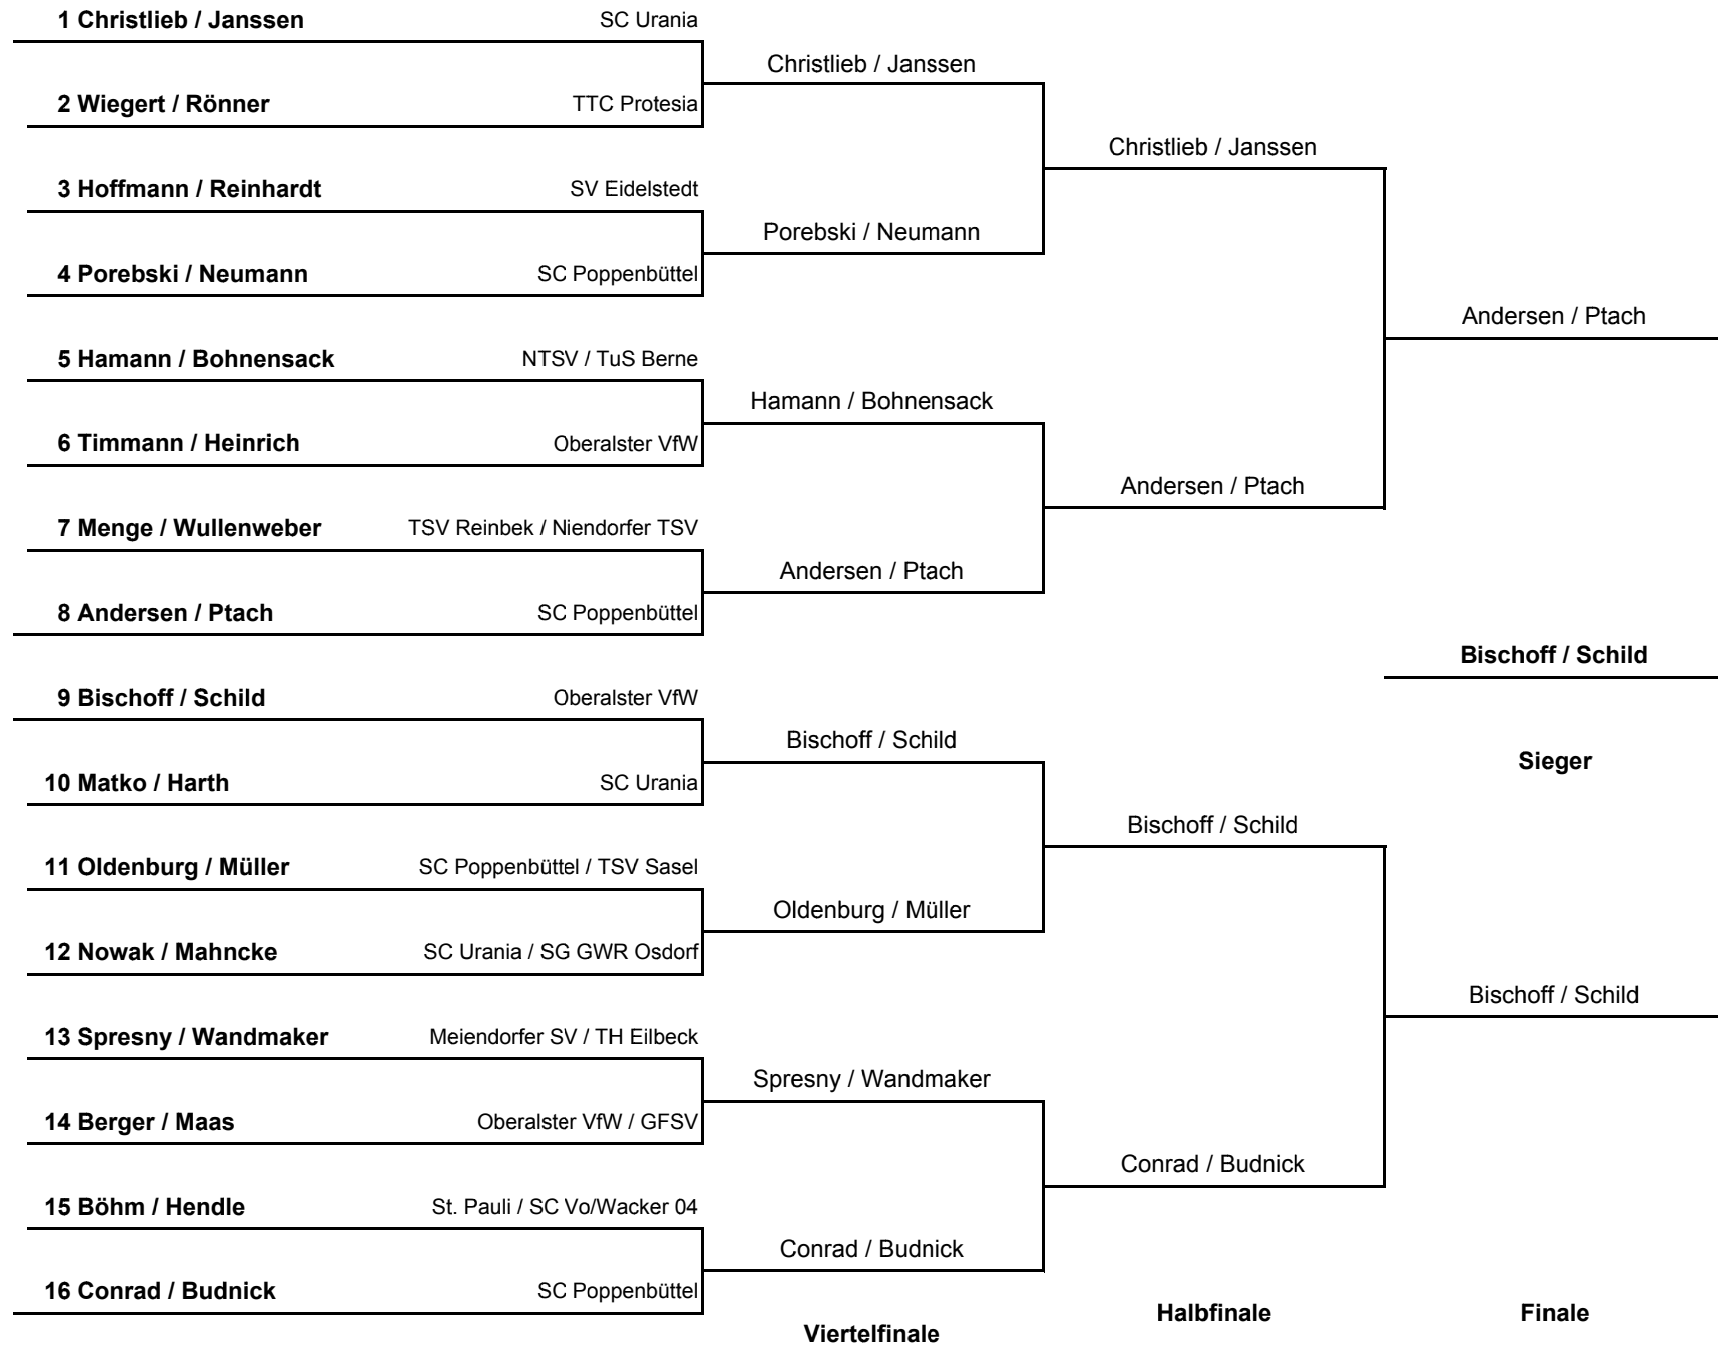 1 Christlieb / Janssen SC Urania
Christlieb / Janssen
2 Wiegert / Rönner TTC Protesia
Christlieb / Janssen
3 Hoffmann / Reinhardt SV Eidelstedt
Porebski / Neumann
4 Porebski / Neumann SC Poppenbüttel
Andersen / Ptach
5 Hamann / Bohnensack NTSV / TuS Berne
Hamann / Bohnensack
6 Timmann / Heinrich Oberalster VfW
Andersen / Ptach
7 Menge / Wullenweber TSV Reinbek / Niendorfer TSV
Andersen / Ptach
8 Andersen / Ptach SC Poppenbüttel
Bischoff / Schild
9 Bischoff / Schild Oberalster VfW
Bischoff / Schild
Sieger
10 Matko / Harth SC Urania
Bischoff / Schild
11 Oldenburg / Müller SC Poppenbüttel / TSV Sasel
Oldenburg / Müller
12 Nowak / Mahncke SC Urania / SG GWR Osdorf
Bischoff / Schild
13 Spresny / Wandmaker Meiendorfer SV / TH Eilbeck
Spresny / Wandmaker
14 Berger / Maas Oberalster VfW / GFSV
Conrad / Budnick
15 Böhm / Hendle St. Pauli / SC Vo/Wacker 04
Conrad / Budnick
16 Conrad / Budnick SC Poppenbüttel
Halbfinale Finale
Viertelfinale